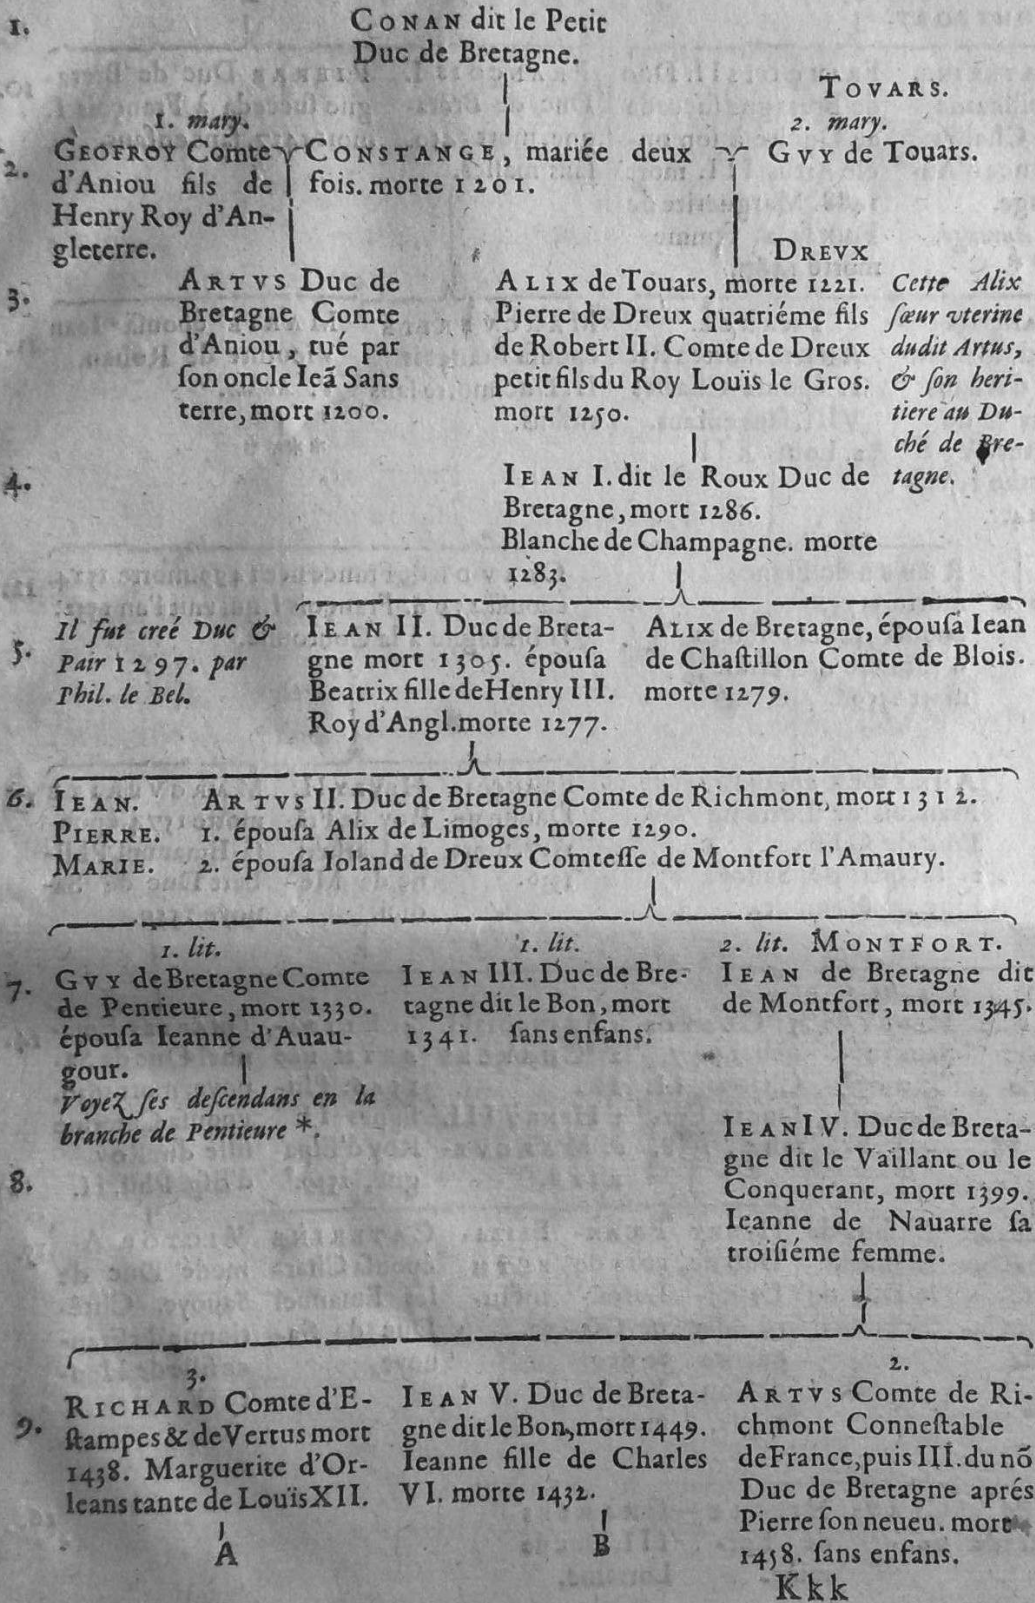 1.
CONAN dit le Petit
Duc de Bretagne.
TOVARS.
1. mary.
2. mary.
2.
GEOFROY Comte
d'Aniou fils de
Henry Roy d'An-
gleterre.
CONSTANGE, mariée deux
fois. morte 1201.
GVY de Touars.
3.
ARTVS Duc de
Bretagne Comte
d'Aniou, tué par
ſon oncle Ieã Sans
terre, mort 1200.
DREVX
ALIX de Touars, morte 1221.
Pierre de Dreux quatriéme fils
de Robert II. Comte de Dreux
petit fils du Roy Louïs le Gros.
mort 1250.
Cette Alix
ſœur vterine
dudit Artus,
& ſon heri-
tiere au Du-
ché de Bre-
tagne.
4.
IEAN I. dit le Roux Duc de
Bretagne, mort 1286.
Blanche de Champagne. morte
1283.
5.
Il fut creé Duc &
Pair 1297. par
Phil. le Bel.
IEAN II. Duc de Breta-
gne mort 1305. épouſa
Beatrix fille de Henry III.
Roy d'Angl. morte 1277.
ALIX de Bretagne, épouſa Iean
de Chaſtillon Comte de Blois.
morte 1279.
6.
IEAN.
PIERRE.
MARIE.
ARTVS II. Duc de Bretagne Comte de Richmont, mort 1312.
1. épouſa Alix de Limoges, morte 1290.
2. épouſa Ioland de Dreux Comteſſe de Montfort l'Amaury.
7.
1. lit.
GVY de Bretagne Comte
de Pentieure, mort 1330.
épouſa Ieanne d'Auau-
gour.
Voyez ſes deſcendans en la
branche de Pentieure *.
1. lit.
IEAN III. Duc de Bre-
tagne dit le Bon, mort
1341. ſans enfans.
2. lit. MONTFORT.
IEAN de Bretagne dit
de Montfort, mort 1345.
8.
IEAN IV. Duc de Breta-
gne dit le Vaillant ou le
Conquerant, mort 1399.
Ieanne de Nauarre ſa
troiſiéme femme.
9.
3.
RICHARD Comte d'E-
ſtampes & de Vertus mort
1438. Marguerite d'Or-
leans tante de Louïs XII.
A
IEAN V. Duc de Breta-
gne dit le Bon, mort 1449.
Ieanne fille de Charles
VI. morte 1432.
B
2.
ARTVS Comte de Ri-
chmont Conneſtable
de France, puis III. du nõ
Duc de Bretagne aprés
Pierre ſon neueu. mort
1458. ſans enfans.
Kkk